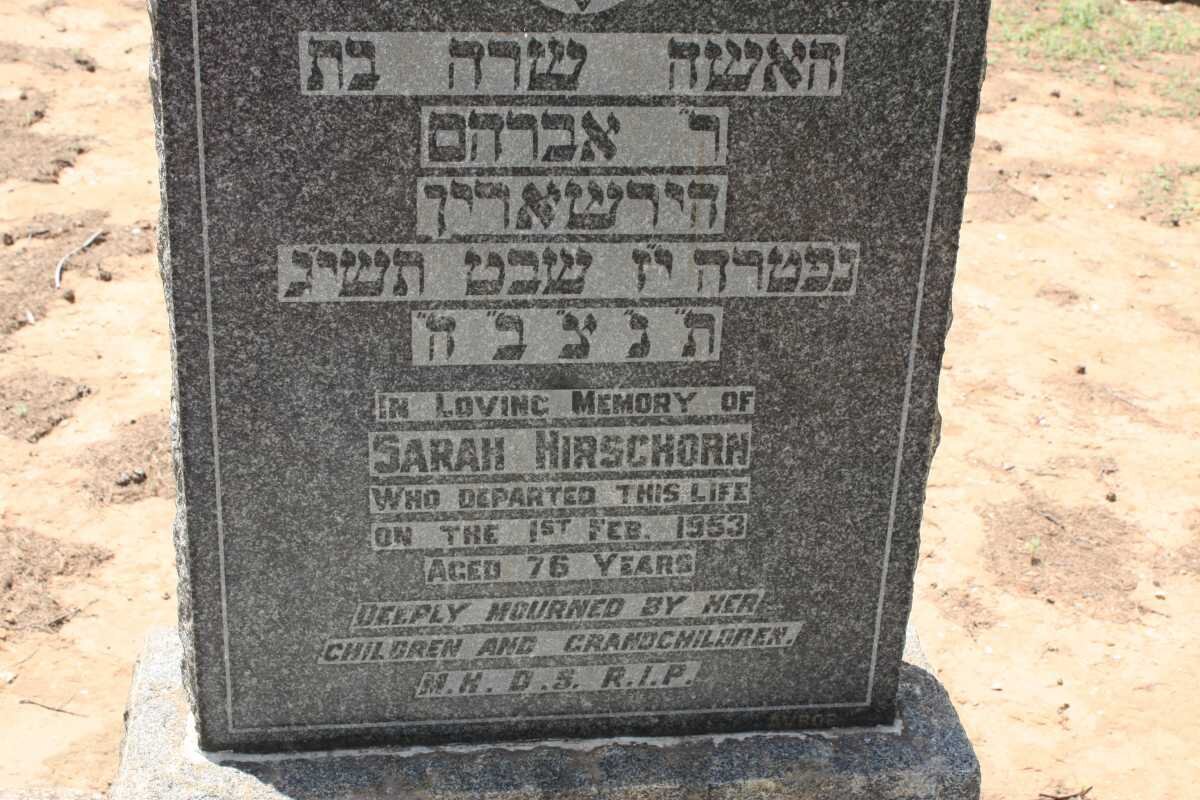 האשה שרה בת
ר״ אברהם
הירשארין
נפטרה י״ז שבט תשי״ג
ת״ נ״ צ״ ב״ ה״
IN LOVING MEMORY OF
SARAH HIRSCHORN
WHO DEPARTED THIS LIFE
ON THE 1ST FEB. 1953
AGED 76 YEARS
DEEPLY MOURNED BY HER
CHILDREN AND GRANDCHILDREN.
M.H.D.S.R.I.P.